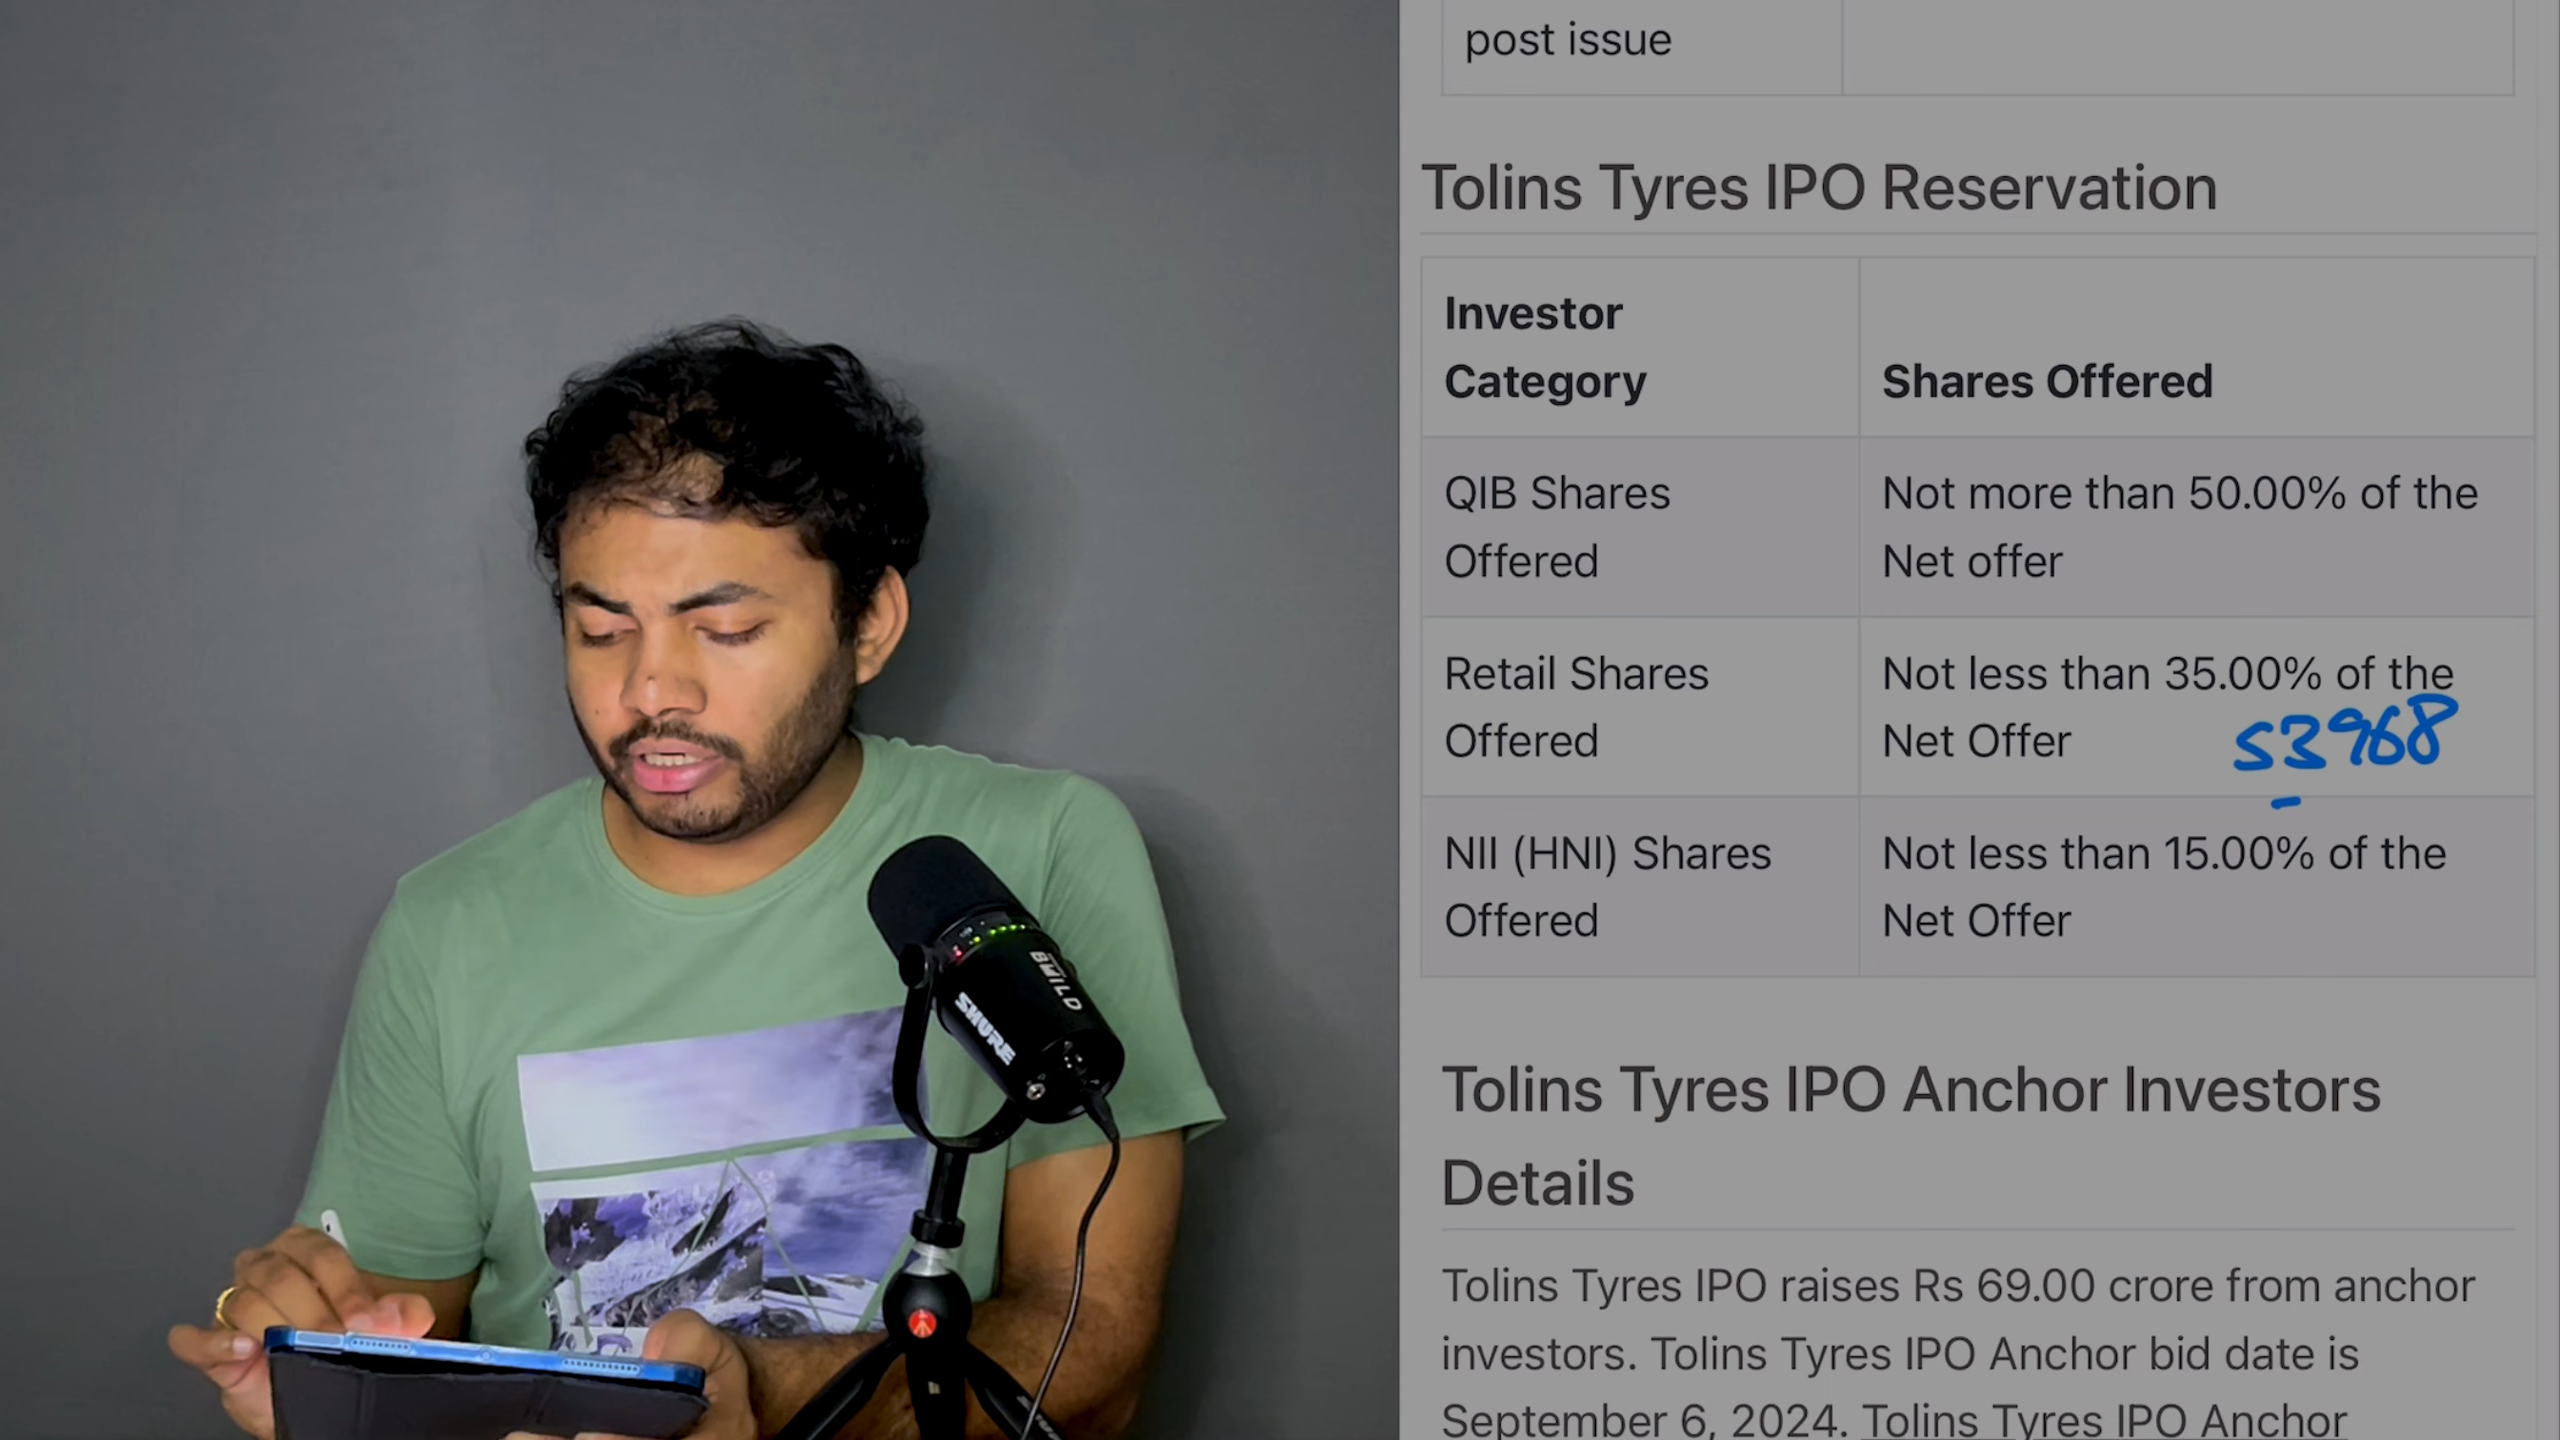 post issue
Tolins Tyres IPO Reservation
Investor
Category
Shares Offered
QIB Shares
Offered
Not more than 50.00% of the
Net offer
Retail Shares
Offered
Not less than 35.00% of the
Net Offer
53968
NII (HNI) Shares
Offered
Not less than 15.00% of the
Net Offer
Tolins Tyres IPO Anchor Investors
Details
Tolins Tyres IPO raises Rs 69.00 crore from anchor
investors. Tolins Tyres IPO Anchor bid date is
September 6, 2024. Tolins Tyres IPO Anchor
SHURE
BWILD